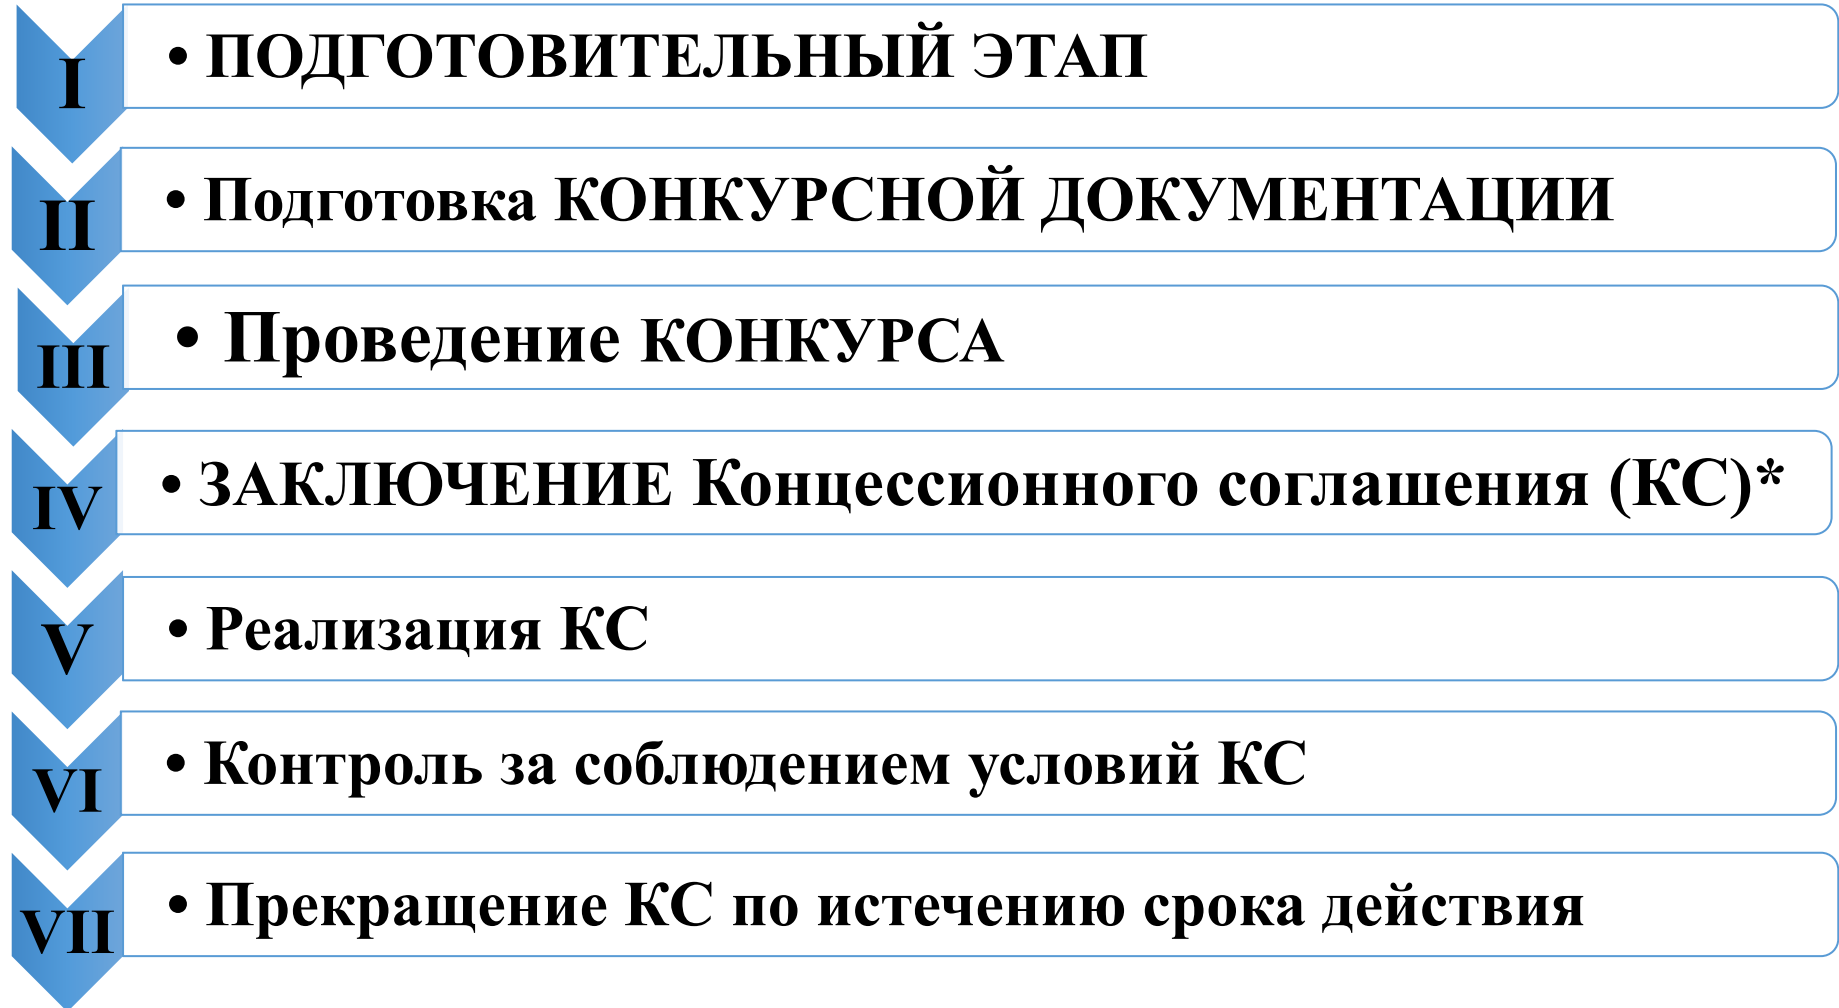 I
• ПОДГОТОВИТЕЛЬНЫЙ ЭТАП
II
• Подготовка КОНКУРСНОЙ ДОКУМЕНТАЦИИ
III
• Проведение КОНКУРСА
IV
• ЗАКЛЮЧЕНИЕ Концессионного соглашения (КС)*
V
• Реализация КС
VI
• Контроль за соблюдением условий КС
VII
• Прекращение КС по истечению срока действия